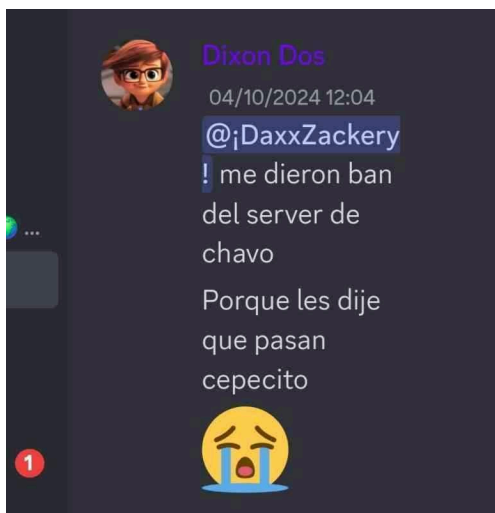 Dixon Dos
04/10/2024 12:04
@¡DaxxZackery
! me dieron ban
del server de
chavo
Porque les dije
que pasan
cepecito
...
1